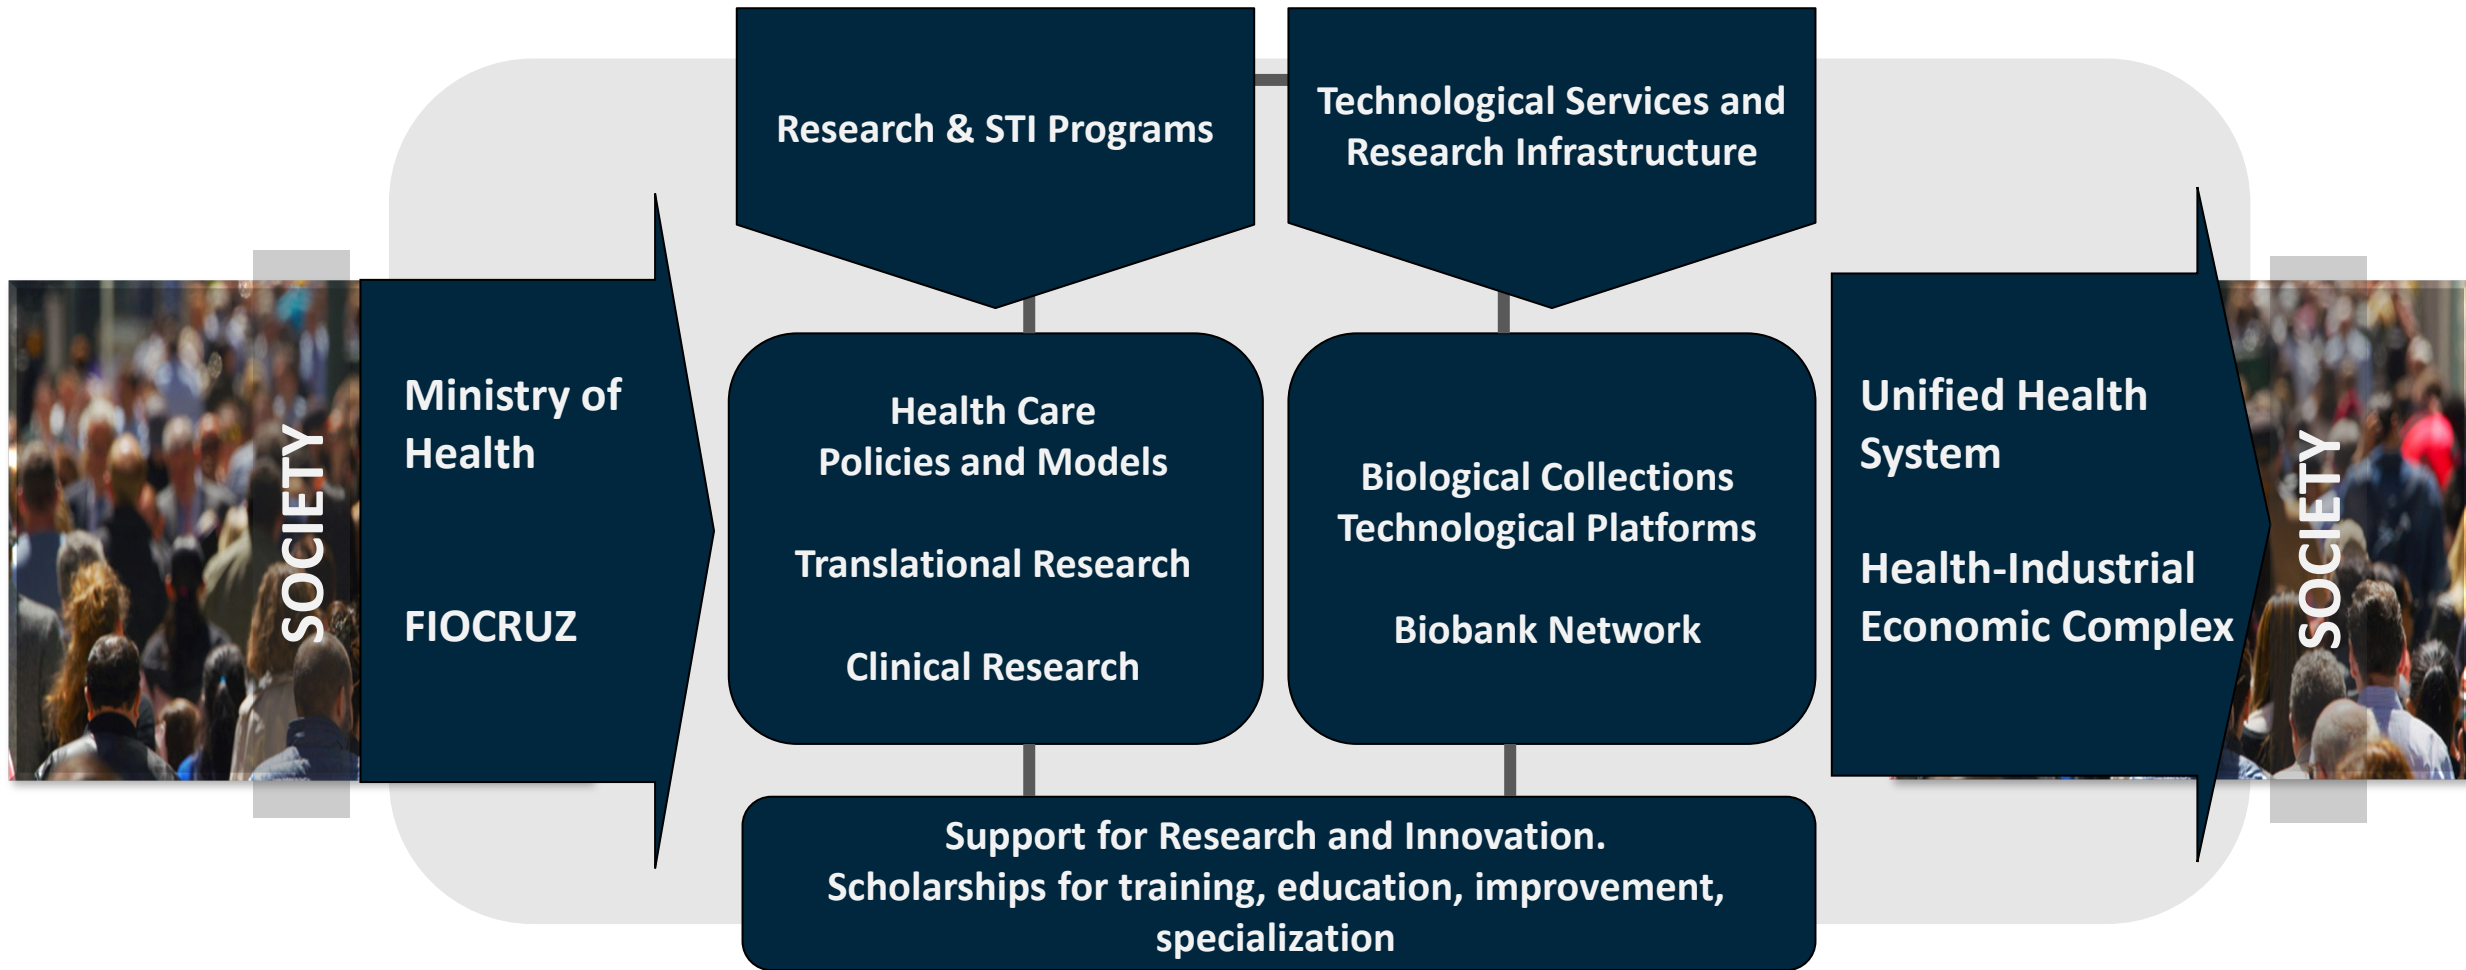 Research & STI Programs
Technological Services and
Research Infrastructure
SOCIETY
Ministry of
Health
FIOCRUZ
Health Care
Policies and Models
Translational Research
Clinical Research
Biological Collections
Technological Platforms
Biobank Network
Unified Health
System
Health-Industrial
Economic Complex
SOCIETY
Support for Research and Innovation.
Scholarships for training, education, improvement,
specialization